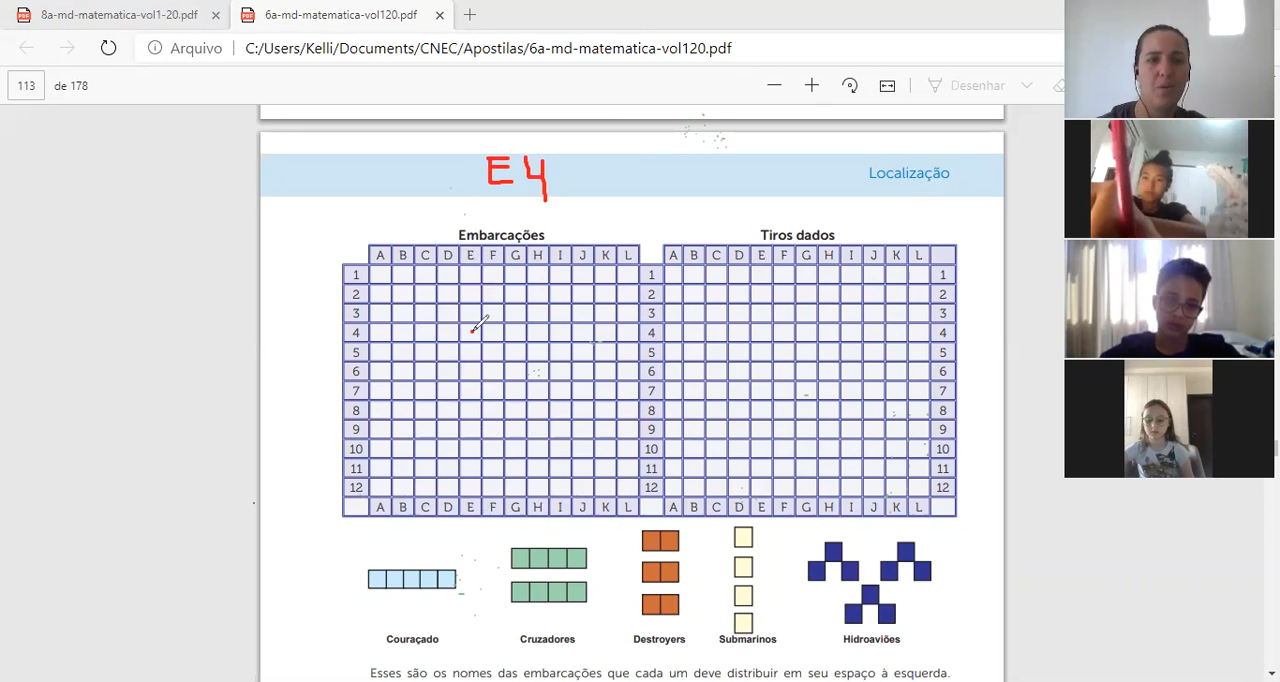 8a-md-matematica-vol1-20.pdf
6a-md-matematica-vol120.pdf
Arquivo
C:/Users/Kelli/Documents/CNEC/Apostilas/6a-md-matematica-vol120.pdf
113 de 178
Desenhar
E4
Localização
Embarcações
Tiros dados
A B C D E F G H I J K L A B C D E F G H I J K L
1 1 1
2 2 2
3 3 3
4 4 4
5 5 5
6 6 6
7 7 7
8 8 8
9 9 9
10 10 10
11 11 11
12 12 12
A B C D E F G H I J K L A B C D E F G H I J K L
Couraçado
Cruzadores
Destroyers
Submarinos
Hidroaviões
Esses são os nomes das embarcações que cada um deve distribuir em seu espaço à esquerda.